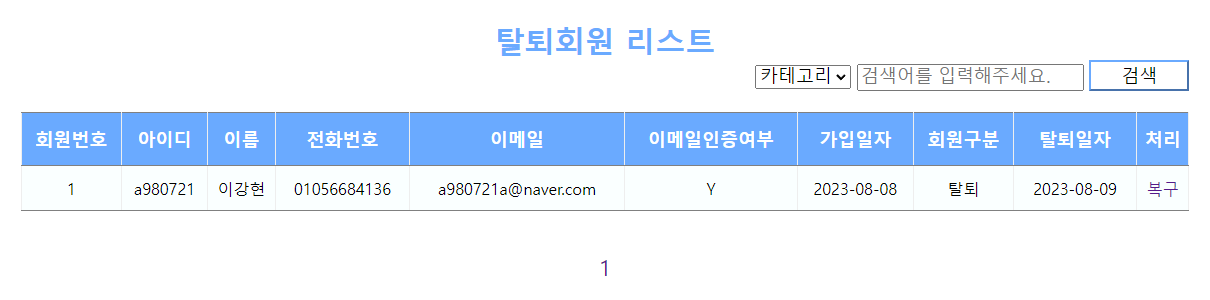 탈퇴회원 리스트
카테고리 검색어를 입력해주세요. 검색
회원번호 아이디 이름 전화번호 이메일 이메일인증여부 가입일자 회원구분 탈퇴일자 처리
1 a980721 이강현 01056684136 a980721a@naver.com Y 2023-08-08 탈퇴 2023-08-09 복구
1